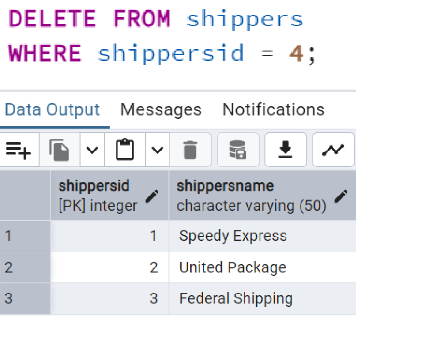 DELETE FROM shippers
WHERE shippersid = 4;
Data Output Messages Notifications
shippersid shippersname
[PK] integer character varying (50)
1 1 Speedy Express
2 2 United Package
3 3 Federal Shipping